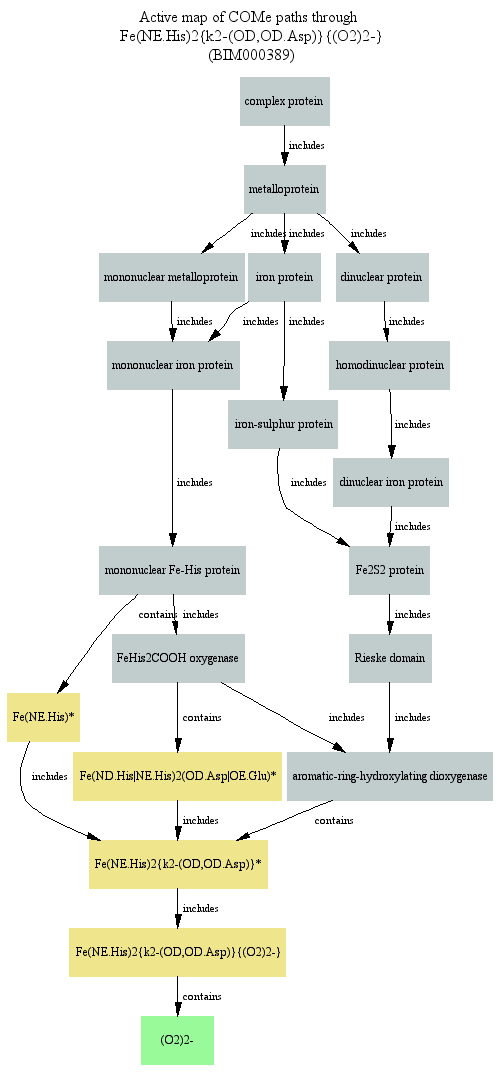 Active map of COMe paths through
Fe(NE.His)2{k2-(OD,OD.Asp)}{(O2)2-}
(BIM000389)
complex protein
includes
metalloprotein
includes includes includes
mononuclear metalloprotein iron protein dinuclear protein
includes includes includes includes
mononuclear iron protein homodinuclear protein
iron-sulphur protein includes
dinuclear iron protein
includes includes
includes
mononuclear Fe-His protein Fe2S2 protein
contains includes includes
FeHis2COOH oxygenase Rieske domain
Fe(NE.His)* contains includes includes
includes Fe(ND.His|NE.His)2(OD.Asp|OE.Glu)* aromatic-ring-hydroxylating dioxygenase
includes contains
Fe(NE.His)2{k2-(OD,OD.Asp)}*
includes
Fe(NE.His)2{k2-(OD,OD.Asp)}{(O2)2-}
contains
(O2)2-